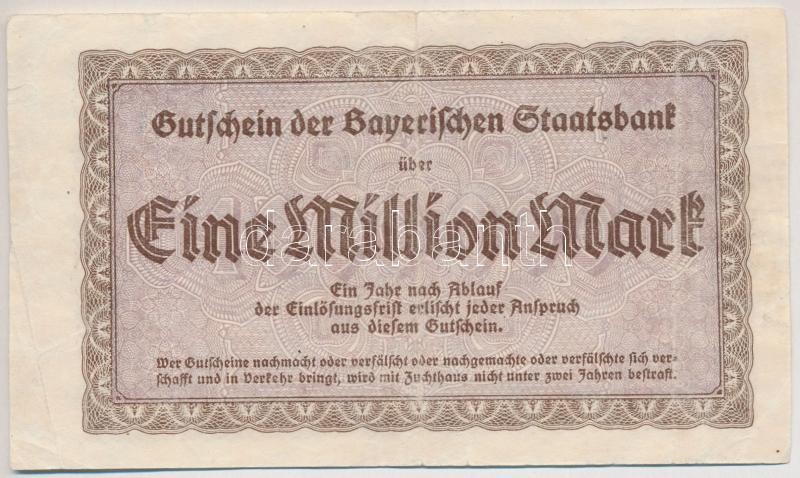 Gutschein der Bayerischen Staatsbank
über
Eine Million Mark
Ein Jahr nach Ablauf
der Einlösungsfrist erlischt jeder Anspruch
aus diesem Gutschein.
Wer Gutscheine nachmacht oder verfälscht oder nachgemachte oder verfälschte sich ver-
schafft und in Verkehr bringt, wird mit Zuchthaus nicht unter zwei Jahren bestraft.